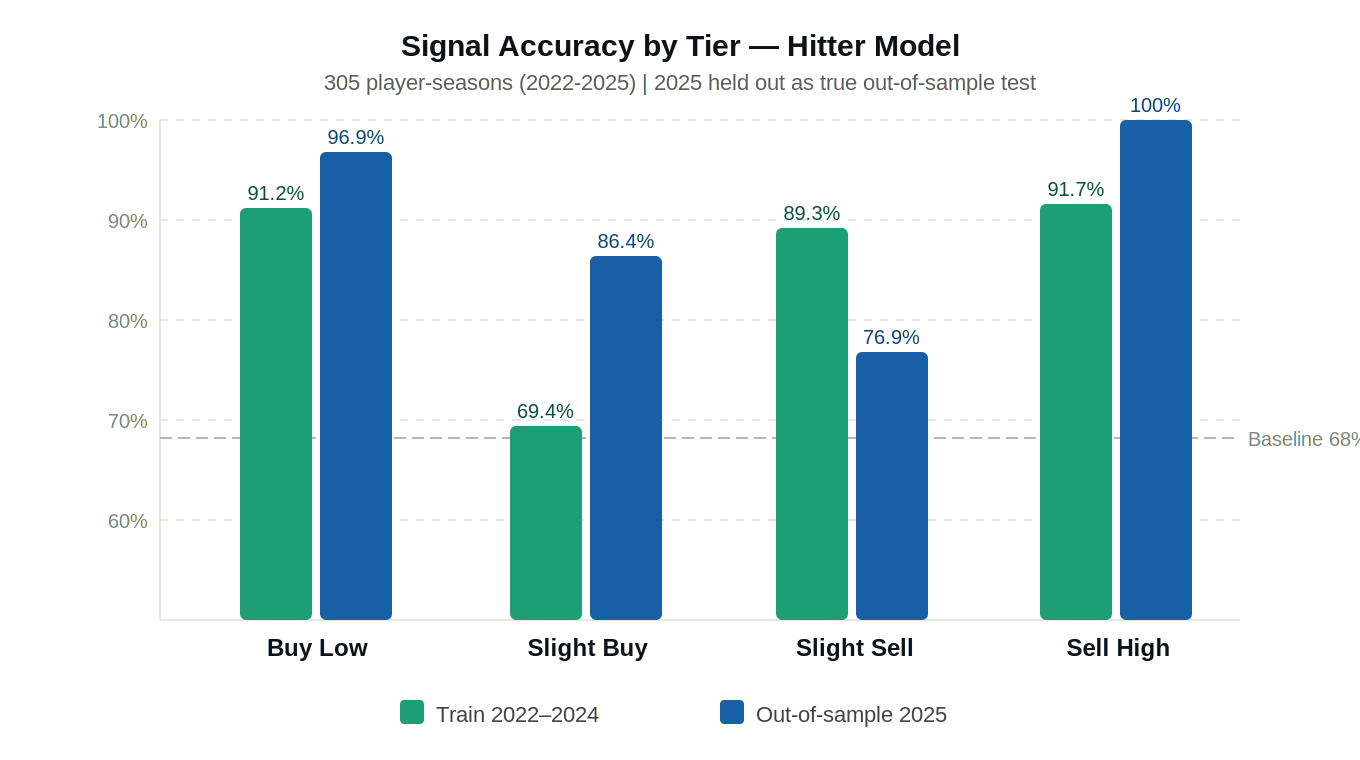 Signal Accuracy by Tier — Hitter Model
305 player-seasons (2022-2025) | 2025 held out as true out-of-sample test
100%
90%
80%
70%
60%
91.2%
96.9%
69.4%
86.4%
89.3%
76.9%
91.7%
100%
Baseline 68%
Buy Low
Slight Buy
Slight Sell
Sell High
Train 2022–2024
Out-of-sample 2025